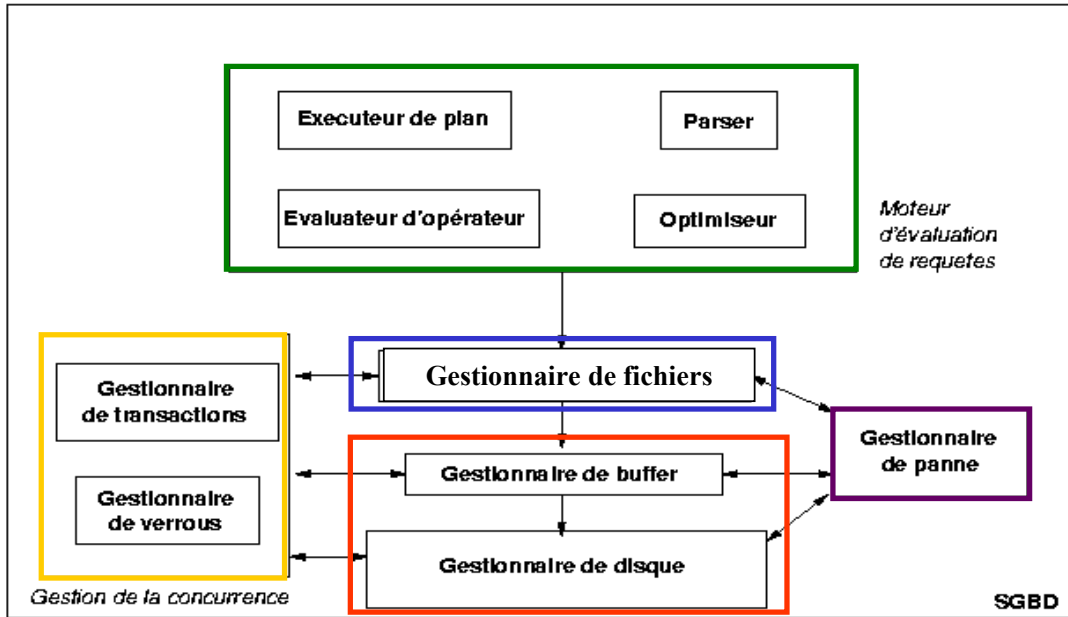 Executeur de plan
Parser
Evaluateur d'opérateur
Optimiseur
Moteur
d'évaluation
de requetes
Gestionnaire de fichiers
Gestionnaire
de transactions
Gestionnaire
de verrous
Gestionnaire de buffer
Gestionnaire de disque
Gestionnaire
de panne
Gestion de la concurrence
SGBD